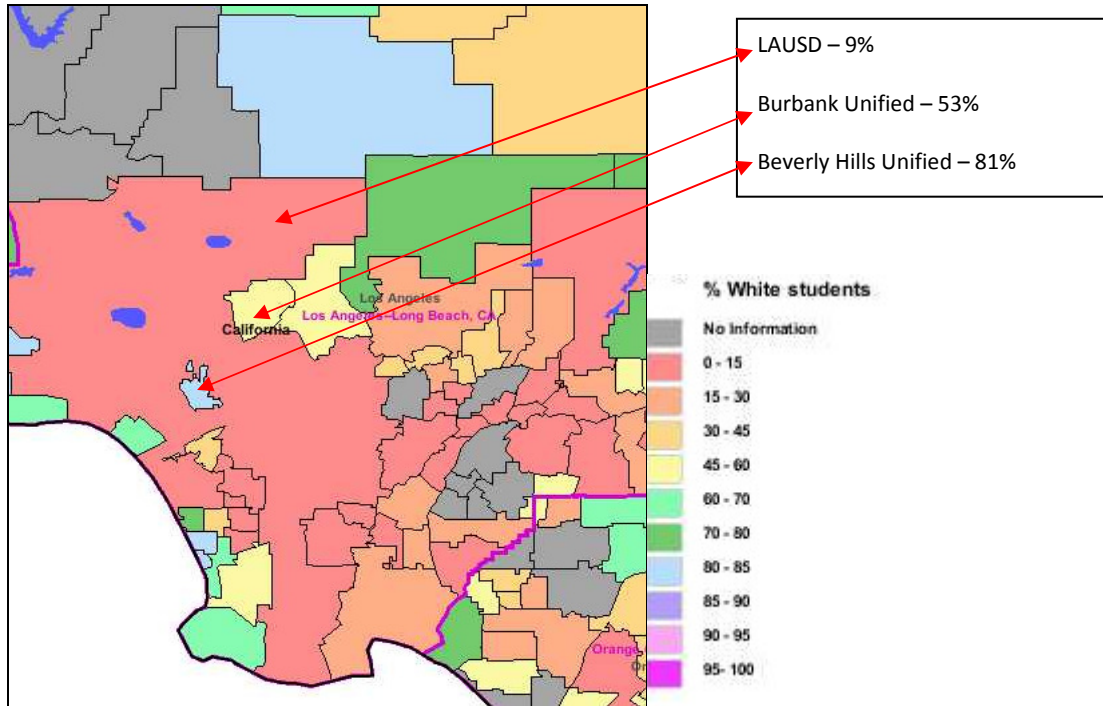 LAUSD – 9%
Burbank Unified – 53%
Beverly Hills Unified – 81%
Los Angeles
Los Angeles–Long Beach, CA
California
Orange
Or
% White students
No Information
0 - 15
15 - 30
30 - 45
45 - 60
60 - 70
70 - 80
80 - 85
85 - 90
90 - 95
95- 100